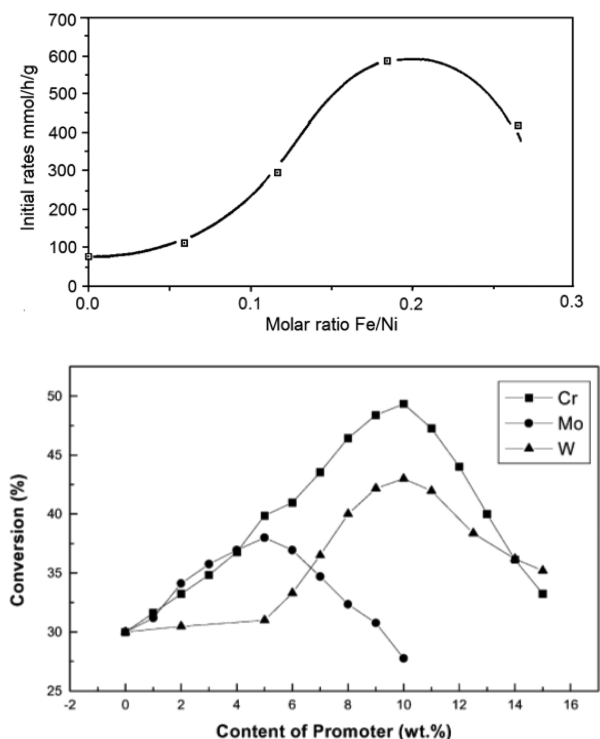 700
600
500
400
300
200
100
0
Initial rates mmol/h/g
0.0 0.1 0.2 0.3
Molar ratio Fe/Ni
50
45
40
35
30
25
Conversion (%)
Cr
Mo
W
-2 0 2 4 6 8 10 12 14 16
Content of Promoter (wt.%)